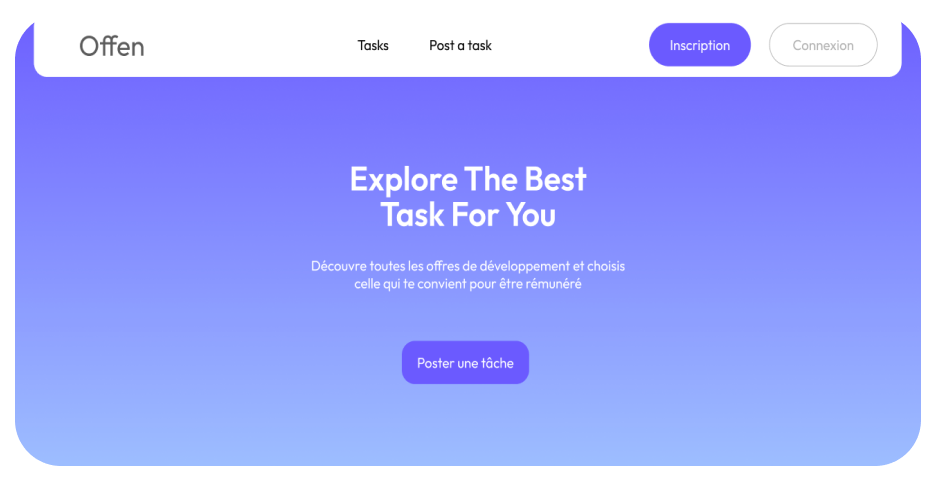 Offen
Tasks
Post a task
Inscription
Connexion
Explore The Best
Task For You
Découvre toutes les offres de développement et choisis
celle qui te convient pour être rémunéré
Poster une tâche